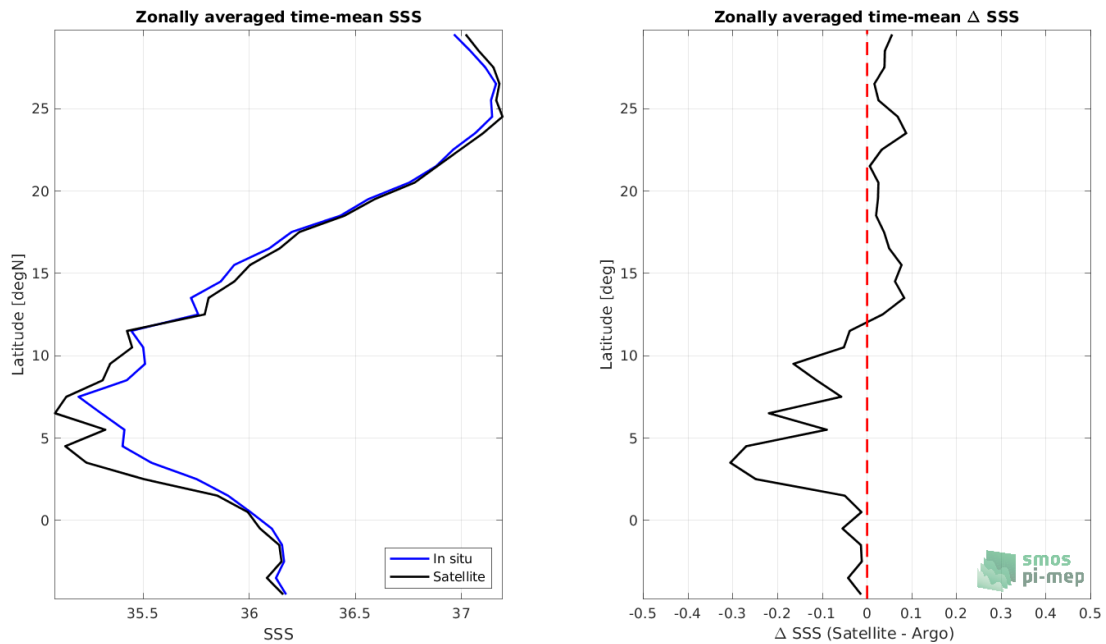 Zonally averaged time-mean SSS
25
20
15
10
5
0
Latitude [degN]
35.5 36 36.5 37
SSS
In situ
Satellite
Zonally averaged time-mean Δ SSS
25
20
15
10
5
0
Latitude [deg]
-0.5 -0.4 -0.3 -0.2 -0.1 0 0.1 0.2 0.3 0.4 0.5
Δ SSS (Satellite - Argo)
smos
pi-mep